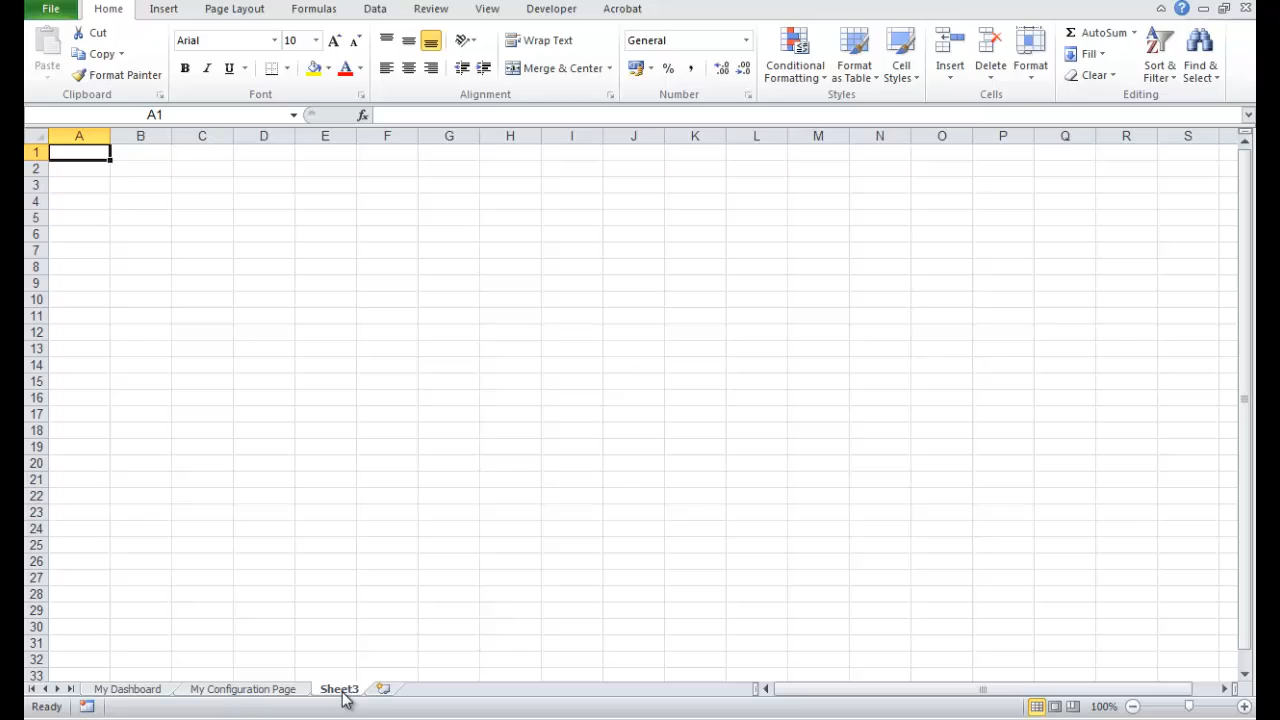 File Home Insert Page Layout Formulas Data Review View Developer Acrobat
Paste Cut Copy Format Painter
Arial 10 A A
B I U A
Wrap Text
Merge & Center
General
% , .0 .00 .00 .0
Conditional Formatting Format as Table Cell Styles
Insert Delete Format
Σ AutoSum Fill Clear
Sort & Filter Find & Select
Clipboard Font Alignment Number Styles Cells Editing
A1 fx
A B C D E F G H I J K L M N O P Q R S
1
2
3
4
5
6
7
8
9
10
11
12
13
14
15
16
17
18
19
20
21
22
23
24
25
26
27
28
29
30
31
32
33
My Dashboard My Configuration Page Sheet3
Ready 100%